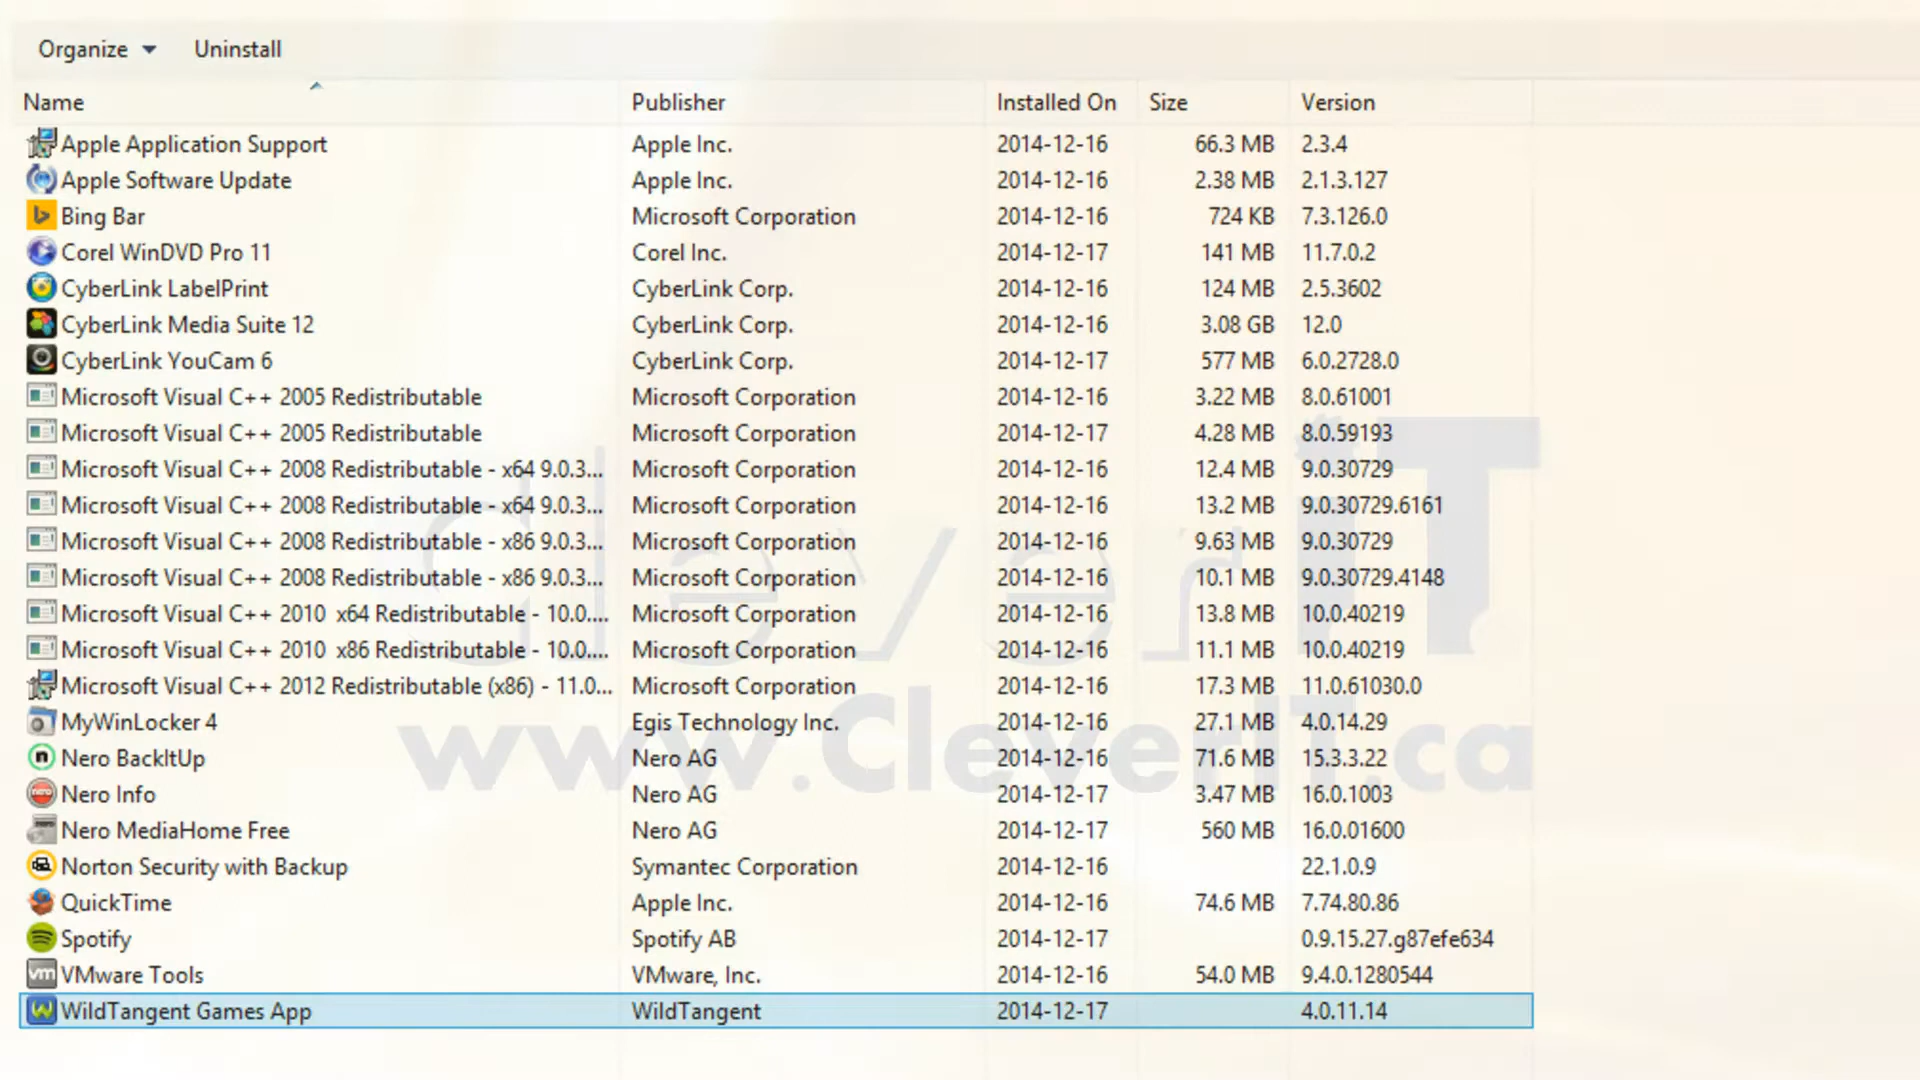 Organize Uninstall
Name Publisher Installed On Size Version
Apple Application Support Apple Inc. 2014-12-16 66.3 MB 2.3.4
Apple Software Update Apple Inc. 2014-12-16 2.38 MB 2.1.3.127
Bing Bar Microsoft Corporation 2014-12-16 724 KB 7.3.126.0
Corel WinDVD Pro 11 Corel Inc. 2014-12-17 141 MB 11.7.0.2
CyberLink LabelPrint CyberLink Corp. 2014-12-16 124 MB 2.5.3602
CyberLink Media Suite 12 CyberLink Corp. 2014-12-16 3.08 GB 12.0
CyberLink YouCam 6 CyberLink Corp. 2014-12-17 577 MB 6.0.2728.0
Microsoft Visual C++ 2005 Redistributable Microsoft Corporation 2014-12-16 3.22 MB 8.0.61001
Microsoft Visual C++ 2005 Redistributable Microsoft Corporation 2014-12-17 4.28 MB 8.0.59193
Microsoft Visual C++ 2008 Redistributable - x64 9.0.3... Microsoft Corporation 2014-12-16 12.4 MB 9.0.30729
Microsoft Visual C++ 2008 Redistributable - x64 9.0.3... Microsoft Corporation 2014-12-16 13.2 MB 9.0.30729.6161
Microsoft Visual C++ 2008 Redistributable - x86 9.0.3... Microsoft Corporation 2014-12-16 9.63 MB 9.0.30729
Microsoft Visual C++ 2008 Redistributable - x86 9.0.3... Microsoft Corporation 2014-12-16 10.1 MB 9.0.30729.4148
Microsoft Visual C++ 2010 x64 Redistributable - 10.0.... Microsoft Corporation 2014-12-16 13.8 MB 10.0.40219
Microsoft Visual C++ 2010 x86 Redistributable - 10.0.... Microsoft Corporation 2014-12-16 11.1 MB 10.0.40219
Microsoft Visual C++ 2012 Redistributable (x86) - 11.0... Microsoft Corporation 2014-12-16 17.3 MB 11.0.61030.0
MyWinLocker 4 Egis Technology Inc. 2014-12-16 27.1 MB 4.0.14.29
Nero BackItUp Nero AG 2014-12-16 71.6 MB 15.3.3.22
Nero Info Nero AG 2014-12-17 3.47 MB 16.0.1003
Nero MediaHome Free Nero AG 2014-12-17 560 MB 16.0.01600
Norton Security with Backup Symantec Corporation 2014-12-16 22.1.0.9
QuickTime Apple Inc. 2014-12-16 74.6 MB 7.74.80.86
Spotify Spotify AB 2014-12-17 0.9.15.27.g87efe634
VMware Tools VMware, Inc. 2014-12-16 54.0 MB 9.4.0.1280544
WildTangent Games App WildTangent 2014-12-17 4.0.11.14
CleverIT
www.CleverIT.ca